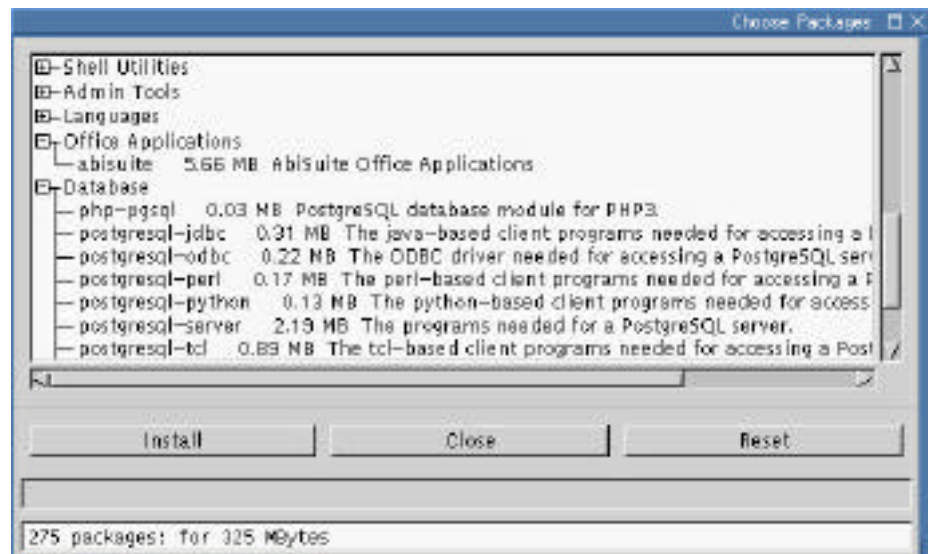 Choose Packages
Shell Utilities
Admin Tools
Languages
Office Applications
abisuite 5.66 MB AbiSuite Office Applications
Database
php-pgsql 0.03 MB PostgreSQL database module for PHP3.
postgresql-jdbc 0.31 MB The java-based client programs needed for accessing a
postgresql-odbc 0.22 MB The ODBC driver needed for accessing a PostgreSQL serv
postgresql-perl 0.17 MB The perl-based client programs needed for accessing a P
postgresql-python 0.13 MB The python-based client programs needed for access
postgresql-server 2.19 MB The programs needed for a PostgreSQL server.
postgresql-tcl 0.89 MB The tcl-based client programs needed for accessing a Post
Install Close Reset
275 packages: for 325 MBytes